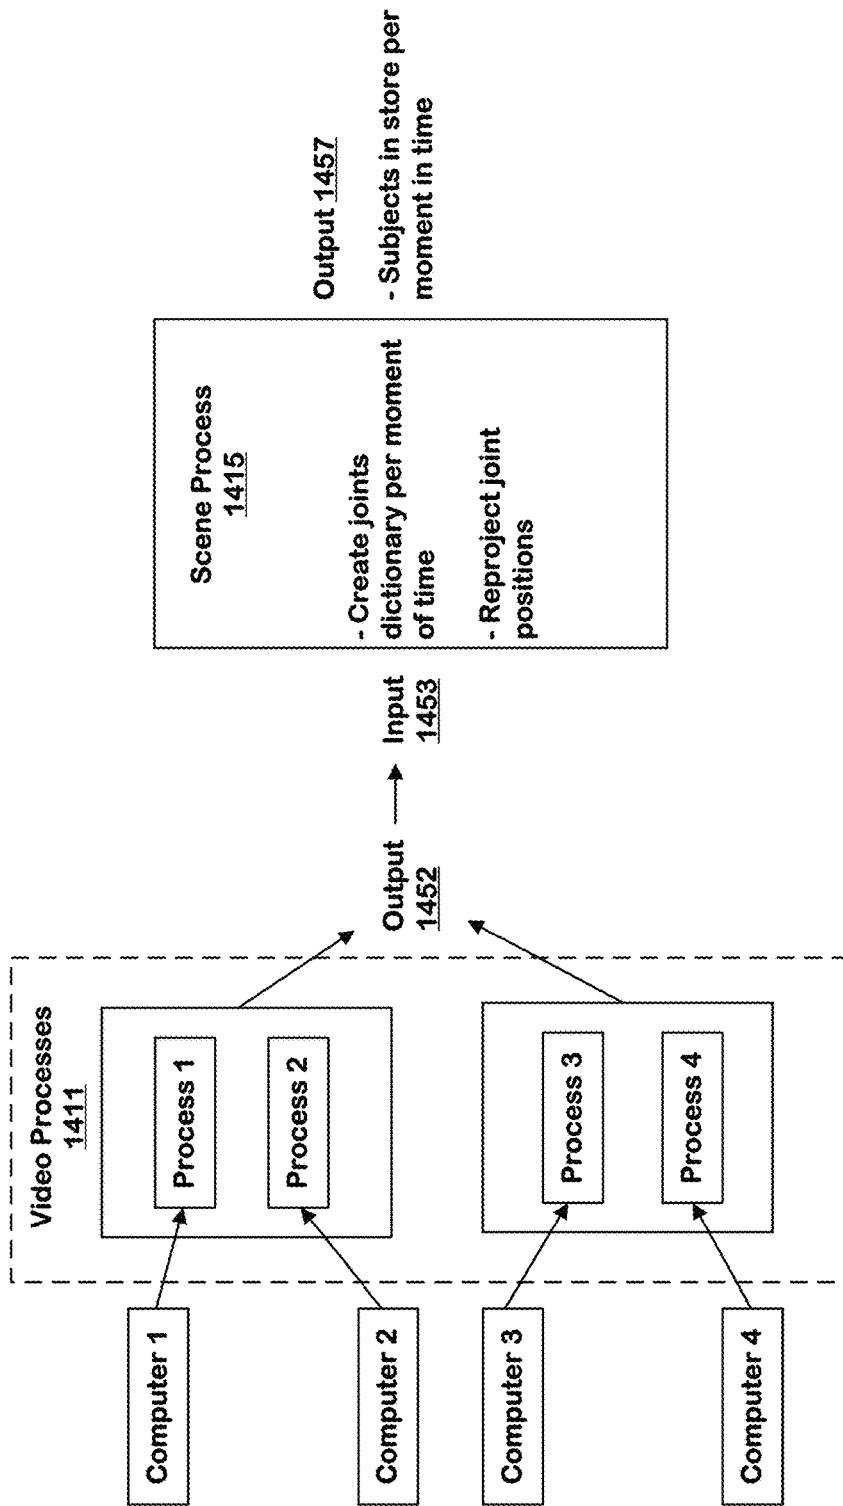 Video Processes
1411
Computer 1
Process 1
Computer 2
Process 2
Computer 3
Process 3
Computer 4
Process 4
Output
1452
Input
1453
Scene Process
1415
- Create joints
dictionary per moment
of time
- Reproject joint
positions
Output 1457
- Subjects in store per
moment in time